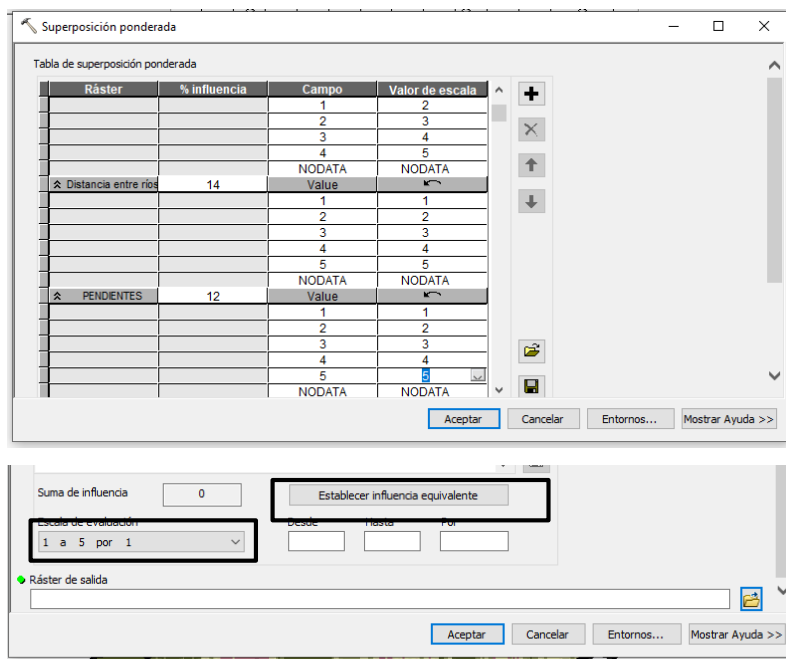 Superposición ponderada
Tabla de superposición ponderada
Ráster % influencia Campo Valor de escala
1 2
2 3
3 4
4 5
NODATA NODATA
Distancia entre ríos 14 Value
1 1
2 2
3 3
4 4
5 5
NODATA NODATA
PENDIENTES 12 Value
1 1
2 2
3 3
4 4
5 5
NODATA NODATA
Aceptar Cancelar Entornos... Mostrar Ayuda >>
Suma de influencia 0 Establecer influencia equivalente
Escala de evaluación Desde Hasta Por
1 a 5 por 1
Ráster de salida
Aceptar Cancelar Entornos... Mostrar Ayuda >>